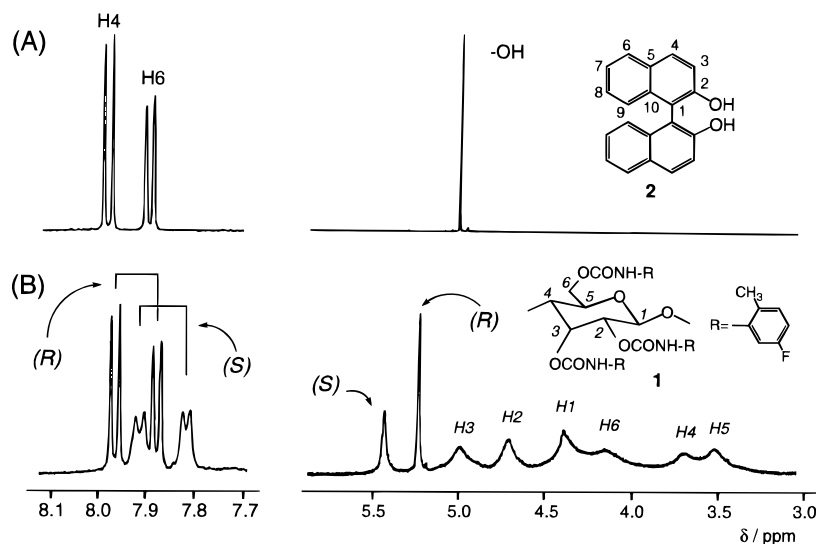 (A)
H4
H6
-OH
6
5
4
7
3
8
2
OH
9
10
1
OH
2
(B)
(R)
(S)
(S)
(R)
OCONH-R
6
4
5
O
1
O
3
2
OCONH-R
OCONH-R
1
R=
CH3
F
H3
H2
H1
H6
H4
H5
8.1 8.0 7.9 7.8 7.7
5.5 5.0 4.5 4.0 3.5 3.0
δ / ppm